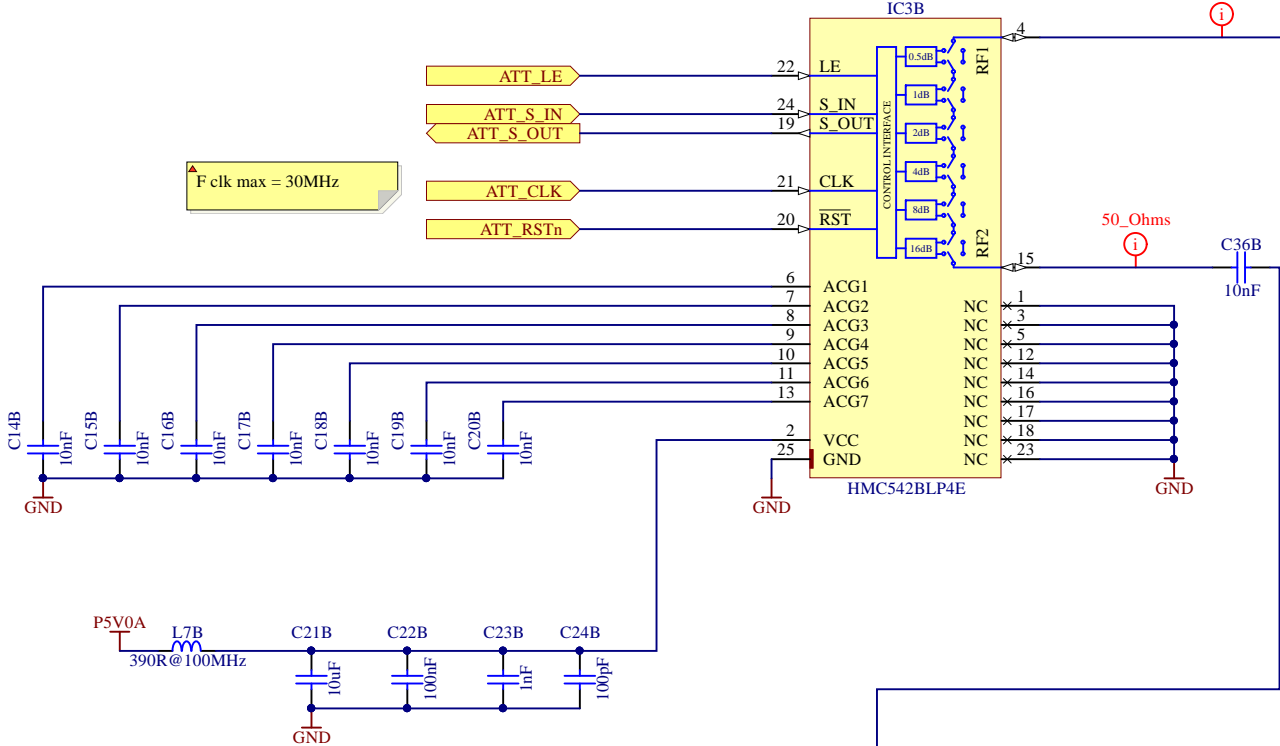 IC3B
i
4
22
LE
ATT_LE
0.5dB
RF1
24
S_IN
ATT_S_IN
1dB
19
S_OUT
ATT_S_OUT
2dB
CONTROL INTERFACE
F clk max = 30MHz
4dB
21
CLK
ATT_CLK
8dB
20
RST
ATT_RSTn
16dB
RF2
50_Ohms
i
15
C36B
10nF
6
ACG1
7
ACG2
8
ACG3
9
ACG4
10
ACG5
11
ACG6
13
ACG7
2
VCC
25
GND
NC
1
NC
3
NC
5
NC
12
NC
14
NC
16
NC
17
NC
18
NC
23
HMC542BLP4E
GND
GND
C14B
10nF
C15B
10nF
C16B
10nF
C17B
10nF
C18B
10nF
C19B
10nF
C20B
10nF
GND
P5V0A
L7B
390R@100MHz
C21B
10uF
C22B
100nF
C23B
1nF
C24B
100pF
GND